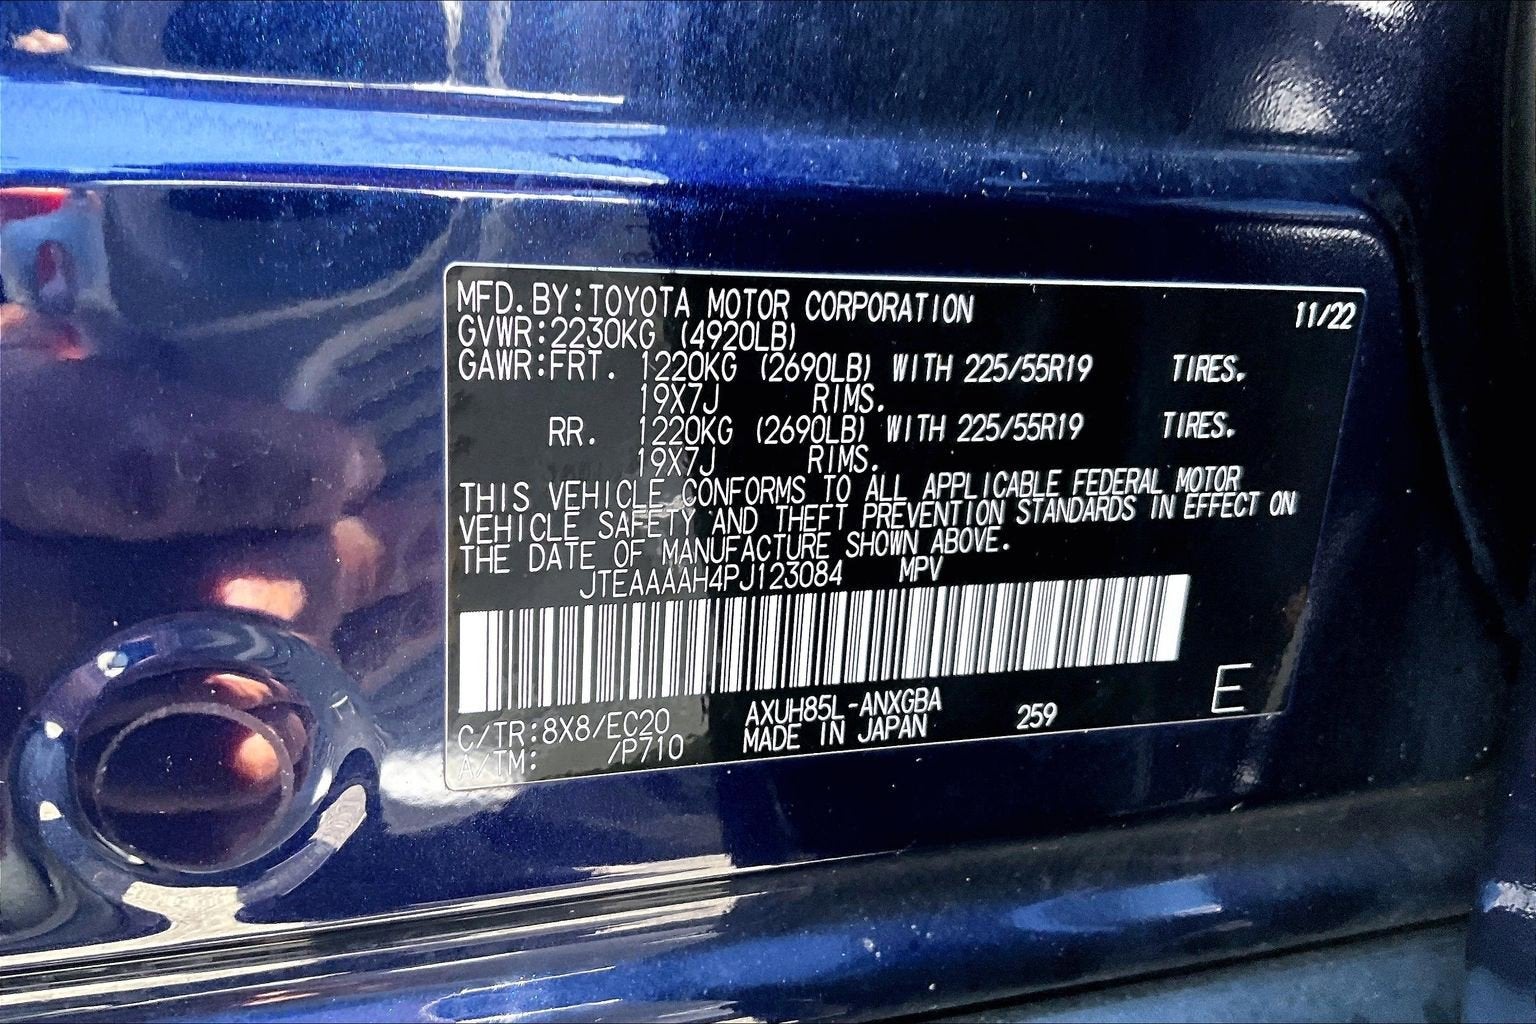 MFD.BY:TOYOTA MOTOR CORPORATION 11/22
GVWR:2230KG (4920LB)
GAWR:FRT. 1220KG (2690LB) WITH 225/55R19 TIRES.
19X7J RIMS.
RR. 1220KG (2690LB) WITH 225/55R19 TIRES.
19X7J RIMS.
THIS VEHICLE CONFORMS TO ALL APPLICABLE FEDERAL MOTOR
VEHICLE SAFETY AND THEFT PREVENTION STANDARDS IN EFFECT ON
THE DATE OF MANUFACTURE SHOWN ABOVE.
JTEAAAAH4PJ123084 MPV
C/TR:8X8/EC20 AXUH85L-ANXGBA 259 E
A/TM: /P710 MADE IN JAPAN